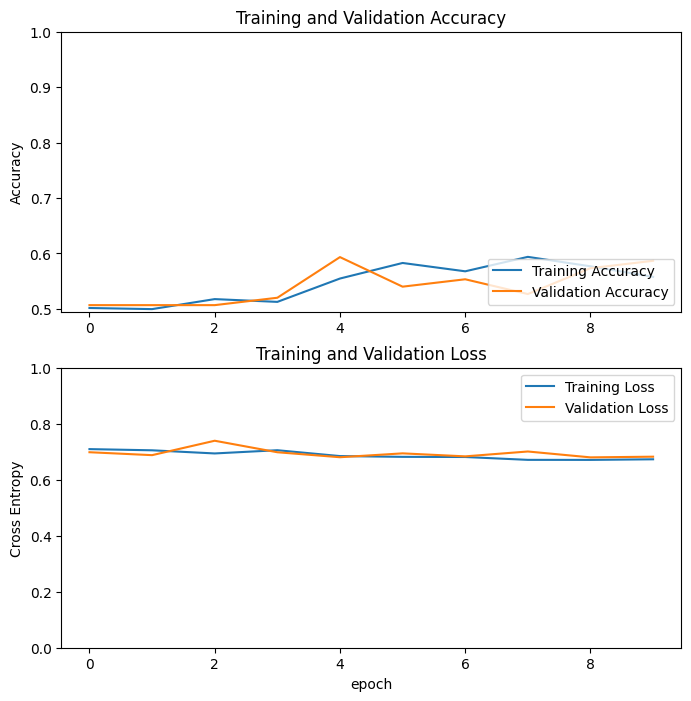 Training and Validation Accuracy
1.0
0.9
0.8
0.7
0.6
0.5
Accuracy
0 2 4 6 8
Training Accuracy
Validation Accuracy
Training and Validation Loss
1.0
0.8
0.6
0.4
0.2
0.0
Cross Entropy
Training Loss
Validation Loss
0 2 4 6 8
epoch